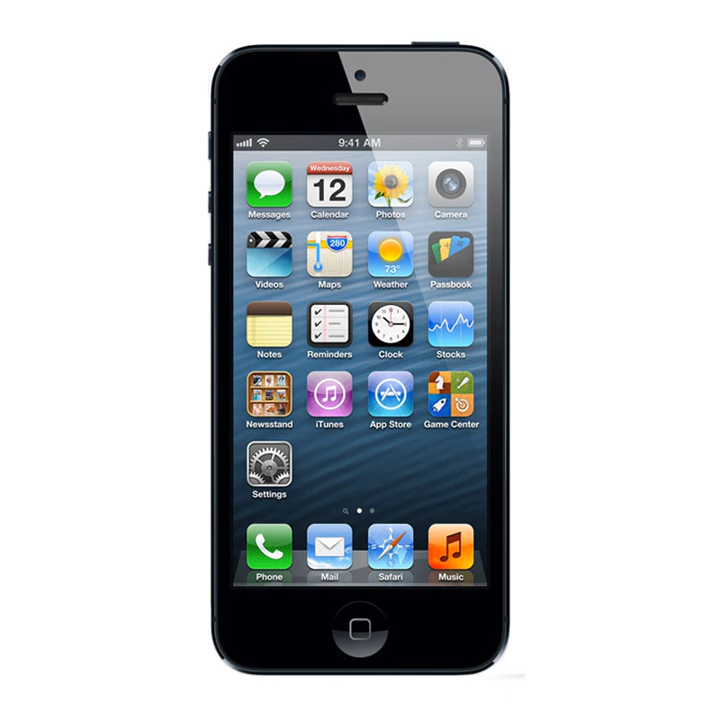 9:41 AM
Wednesday
12
280
73°
Messages Calendar Photos Camera
Videos Maps Weather Passbook
Notes Reminders Clock Stocks
Newsstand iTunes App Store Game Center
Settings
Phone Mail Safari Music